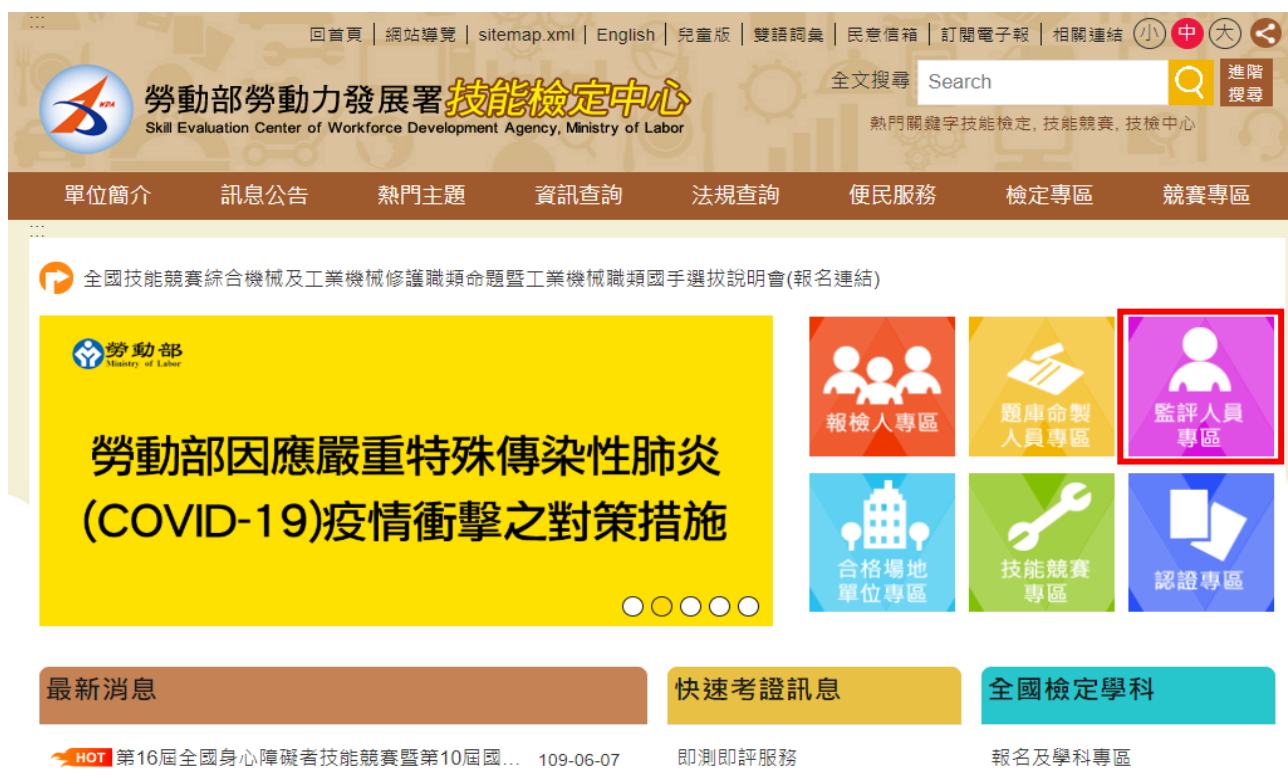 :::
回首頁 | 網站導覽 | sitemap.xml | English | 兒童版 | 雙語詞彙 | 民意信箱 | 訂閱電子報 | 相關連結 小 中 大
WDA
勞動部勞動力發展署技能檢定中心
Skill Evaluation Center of Workforce Development Agency, Ministry of Labor
全文搜尋 Search 進階搜尋
熱門關鍵字技能檢定, 技能競賽, 技檢中心
單位簡介 訊息公告 熱門主題 資訊查詢 法規查詢 便民服務 檢定專區 競賽專區
:::
全國技能競賽綜合機械及工業機械修護職類命題暨工業機械職類國手選拔說明會(報名連結)
勞動部
Ministry of Labor
勞動部因應嚴重特殊傳染性肺炎
(COVID-19)疫情衝擊之對策措施
報檢人專區
題庫命製
人員專區
監評人員
專區
合格場地
單位專區
技能競賽
專區
認證專區
最新消息
HOT 第16屆全國身心障礙者技能競賽暨第10屆國... 109-06-07
快速考證訊息
即測即評服務
全國檢定學科
報名及學科專區